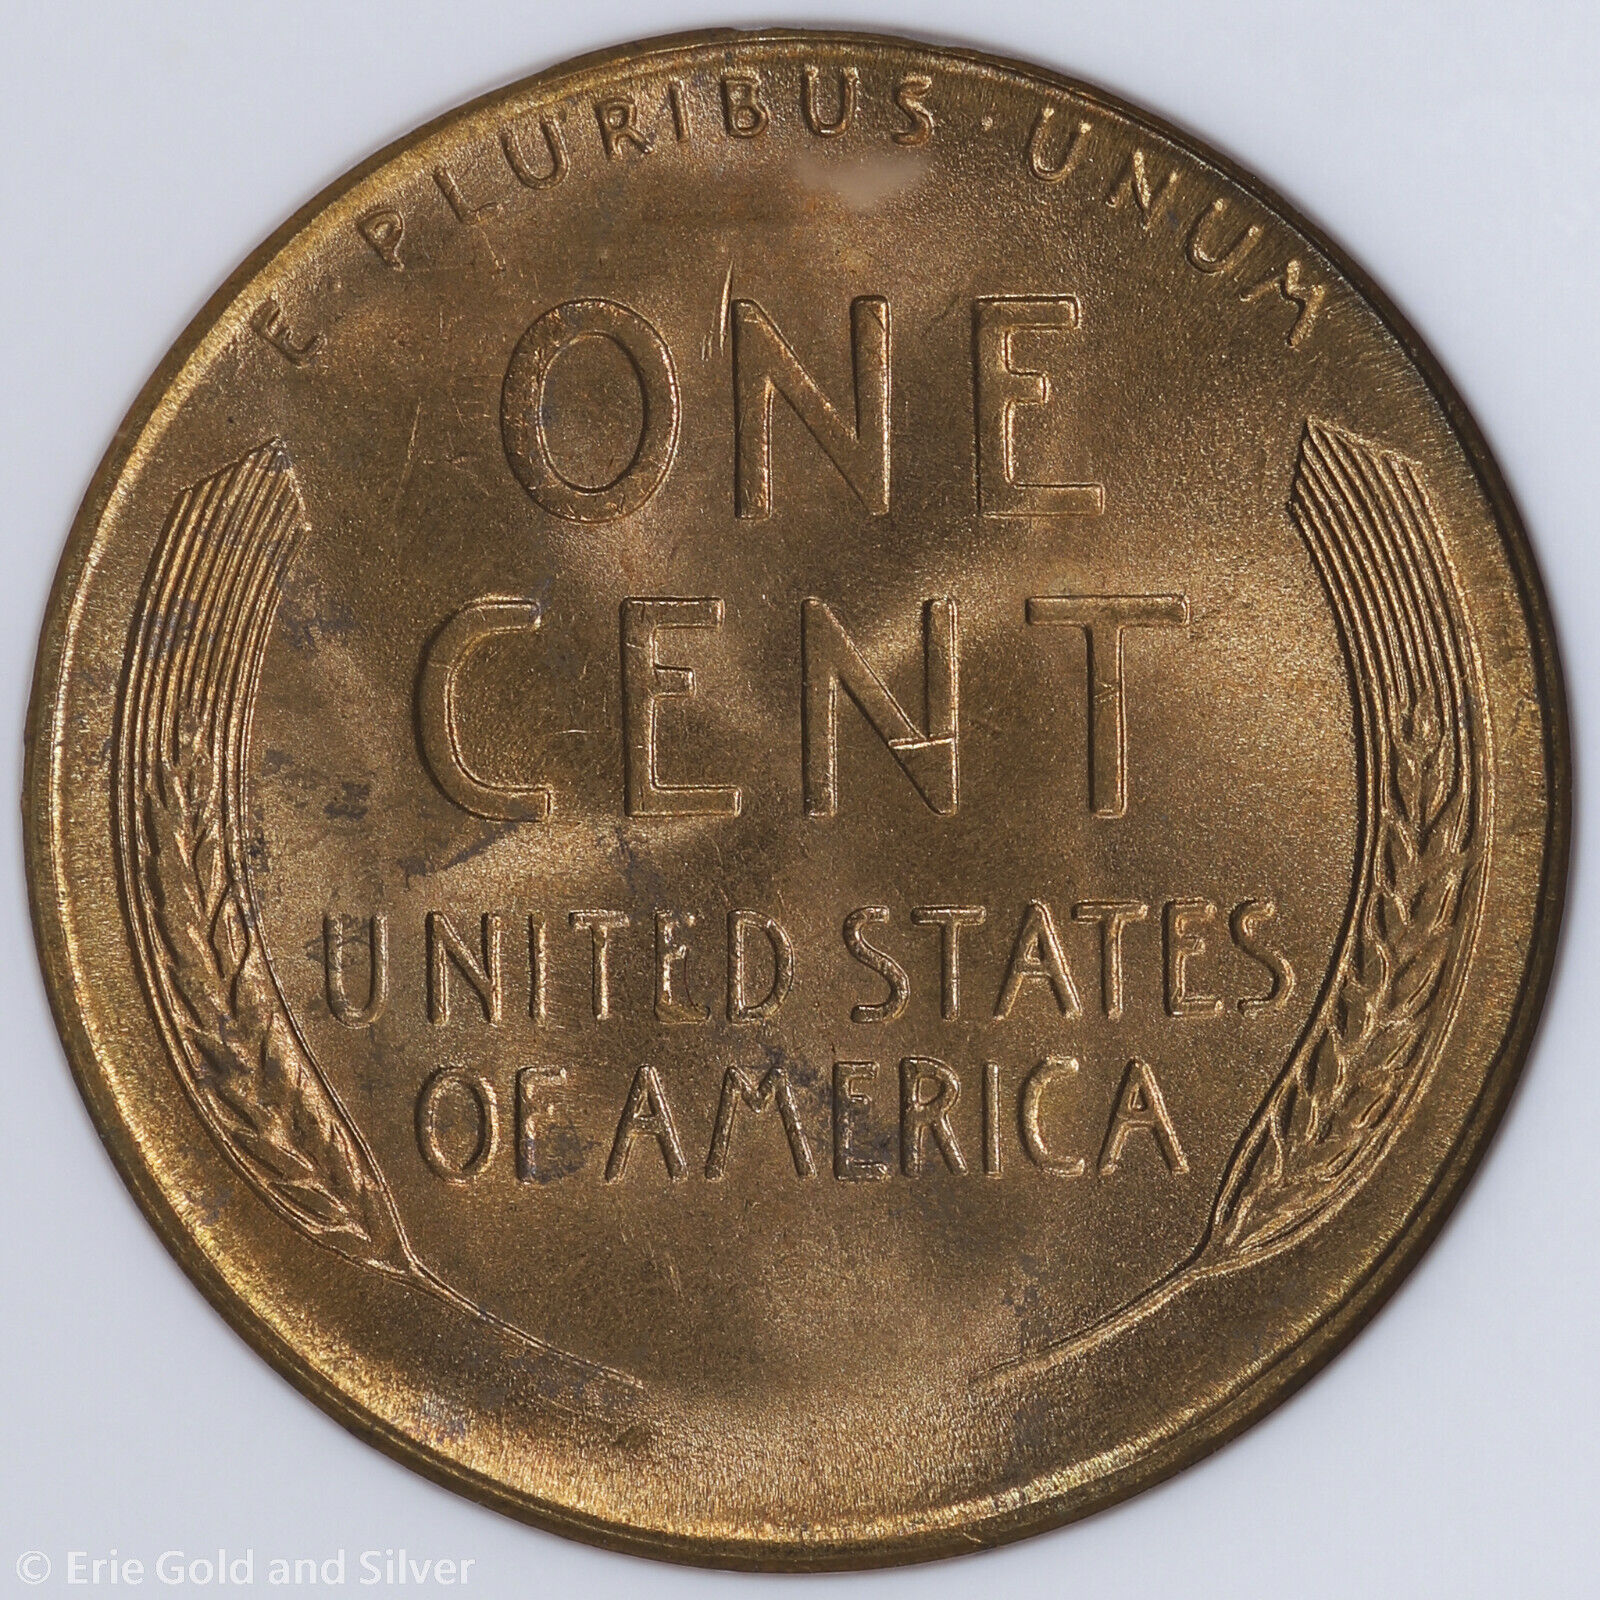 E · PLURIBUS · UNUM
ONE
CENT
UNITED STATES
OF AMERICA
© Erie Gold and Silver